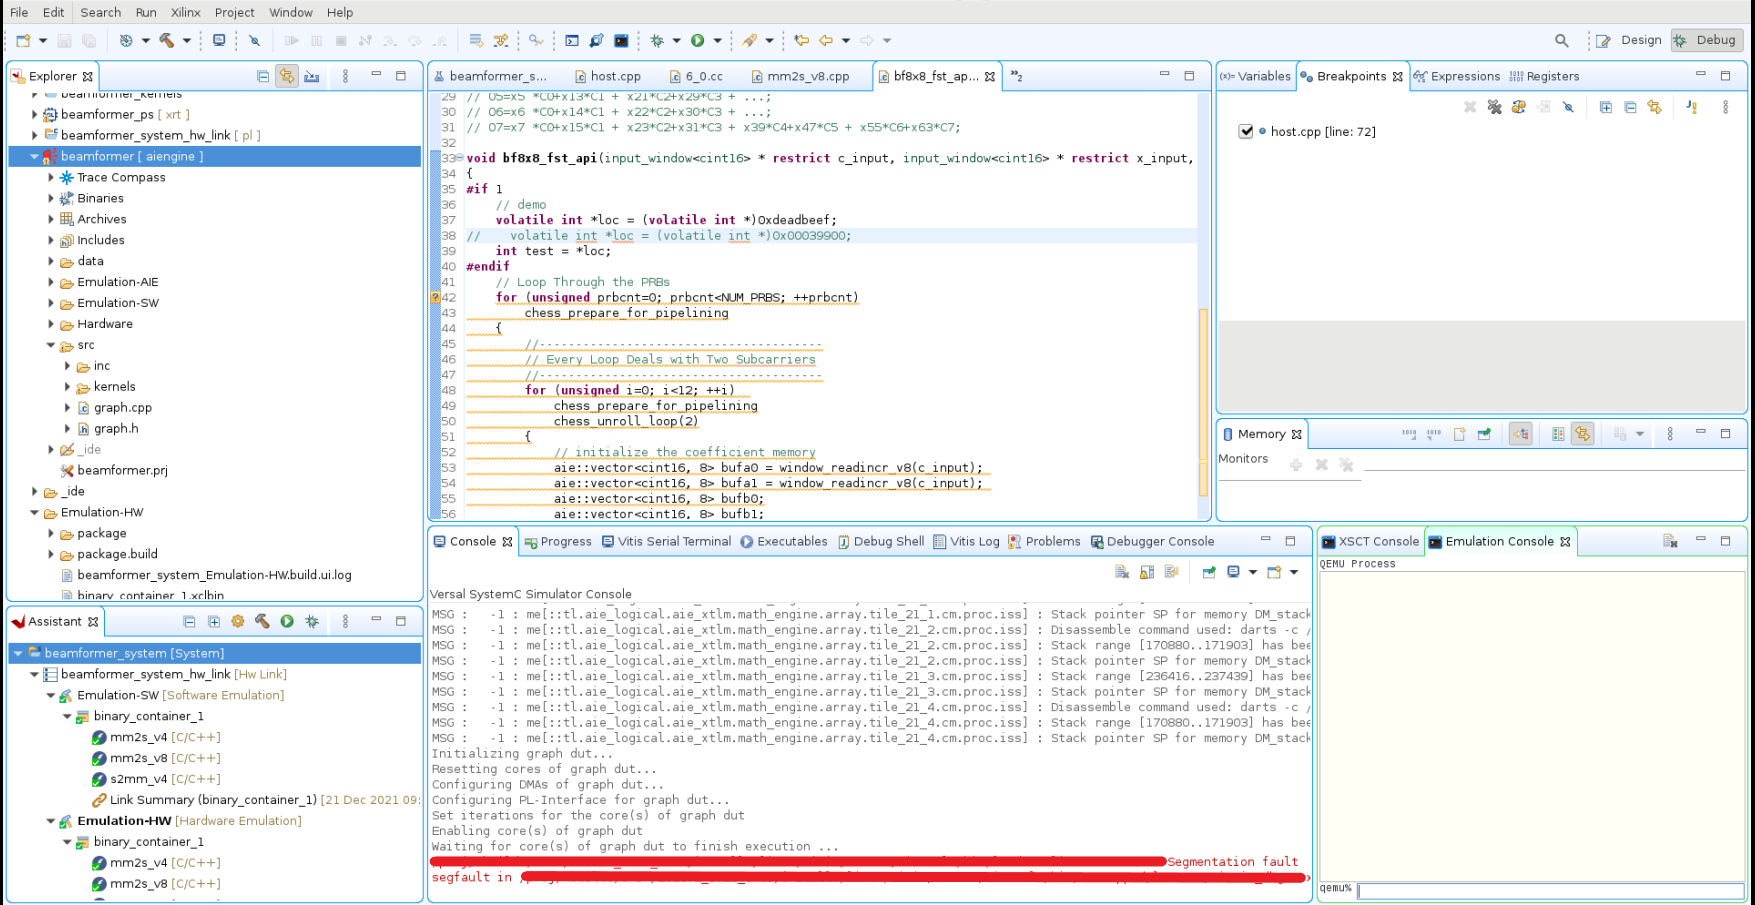 File Edit Search Run Xilinx Project Window Help
Design Debug
Explorer
beamformer_kernels
beamformer_ps [ xrt ]
beamformer_system_hw_link [ pl ]
beamformer [ aiengine ]
Trace Compass
Binaries
Archives
Includes
data
Emulation-AIE
Emulation-SW
Hardware
src
inc
kernels
graph.cpp
graph.h
_ide
beamformer.prj
_ide
Emulation-HW
package
package.build
beamformer_system_Emulation-HW.build.ui.log
binary_container_1.xclbin
Assistant
beamformer_system [System]
beamformer_system_hw_link [Hw Link]
Emulation-SW [Software Emulation]
binary_container_1
mm2s_v4 [C/C++]
mm2s_v8 [C/C++]
s2mm_v4 [C/C++]
Link Summary (binary_container_1) [21 Dec 2021 09:
Emulation-HW [Hardware Emulation]
binary_container_1
mm2s_v4 [C/C++]
mm2s_v8 [C/C++]
beamformer_s... host.cpp 6_0.cc mm2s_v8.cpp bf8x8_fst_ap... »2
29 // O5=x5 *C0+x13*C1 + x21*C2+x29*C3 + ...;
30 // O6=x6 *C0+x14*C1 + x22*C2+x30*C3 + ...;
31 // O7=x7 *C0+x15*C1 + x23*C2+x31*C3 + x39*C4+x47*C5 + x55*C6+x63*C7;
32
33 void bf8x8_fst_api(input_window<cint16> * restrict c_input, input_window<cint16> * restrict x_input,
34 {
35 #if 1
36 // demo
37 volatile int *loc = (volatile int *)0xdeadbeef;
38 // volatile int *loc = (volatile int *)0x00039900;
39 int test = *loc;
40 #endif
41 // Loop Through the PRBs
42 for (unsigned prbcnt=0; prbcnt<NUM_PRBS; ++prbcnt)
43 chess_prepare_for_pipelining
44 {
45 //--------------------------------------
46 // Every Loop Deals with Two Subcarriers
47 //--------------------------------------
48 for (unsigned i=0; i<12; ++i)
49 chess_prepare_for_pipelining
50 chess_unroll_loop(2)
51 {
52 // initialize the coefficient memory
53 aie::vector<cint16, 8> bufa0 = window_readincr_v8(c_input);
54 aie::vector<cint16, 8> bufa1 = window_readincr_v8(c_input);
55 aie::vector<cint16, 8> bufb0;
56 aie::vector<cint16, 8> bufb1;
(x)= Variables Breakpoints Expressions Registers
host.cpp [line: 72]
Memory
Monitors
Console Progress Vitis Serial Terminal Executables Debug Shell Vitis Log Problems Debugger Console
Versal SystemC Simulator Console
MSG : -1 : me[::tl.aie_logical.aie_xtlm.math_engine.array.tile_21_1.cm.proc.iss] : Stack pointer SP for memory DM_stack
MSG : -1 : me[::tl.aie_logical.aie_xtlm.math_engine.array.tile_21_2.cm.proc.iss] : Disassemble command used: darts -c /
MSG : -1 : me[::tl.aie_logical.aie_xtlm.math_engine.array.tile_21_2.cm.proc.iss] : Stack range [170880..171903] has bee
MSG : -1 : me[::tl.aie_logical.aie_xtlm.math_engine.array.tile_21_2.cm.proc.iss] : Stack pointer SP for memory DM_stack
MSG : -1 : me[::tl.aie_logical.aie_xtlm.math_engine.array.tile_21_3.cm.proc.iss] : Stack range [236416..237439] has bee
MSG : -1 : me[::tl.aie_logical.aie_xtlm.math_engine.array.tile_21_3.cm.proc.iss] : Stack pointer SP for memory DM_stack
MSG : -1 : me[::tl.aie_logical.aie_xtlm.math_engine.array.tile_21_4.cm.proc.iss] : Disassemble command used: darts -c /
MSG : -1 : me[::tl.aie_logical.aie_xtlm.math_engine.array.tile_21_4.cm.proc.iss] : Stack range [170880..171903] has bee
MSG : -1 : me[::tl.aie_logical.aie_xtlm.math_engine.array.tile_21_4.cm.proc.iss] : Stack pointer SP for memory DM_stack
Initializing graph dut...
Resetting cores of graph dut...
Configuring DMAs of graph dut...
Configuring PL-Interface for graph dut...
Set iterations for the core(s) of graph dut
Enabling core(s) of graph dut
Waiting for core(s) of graph dut to finish execution ...
Segmentation fault
segfault in
XSCT Console Emulation Console
QEMU Process
qemu%